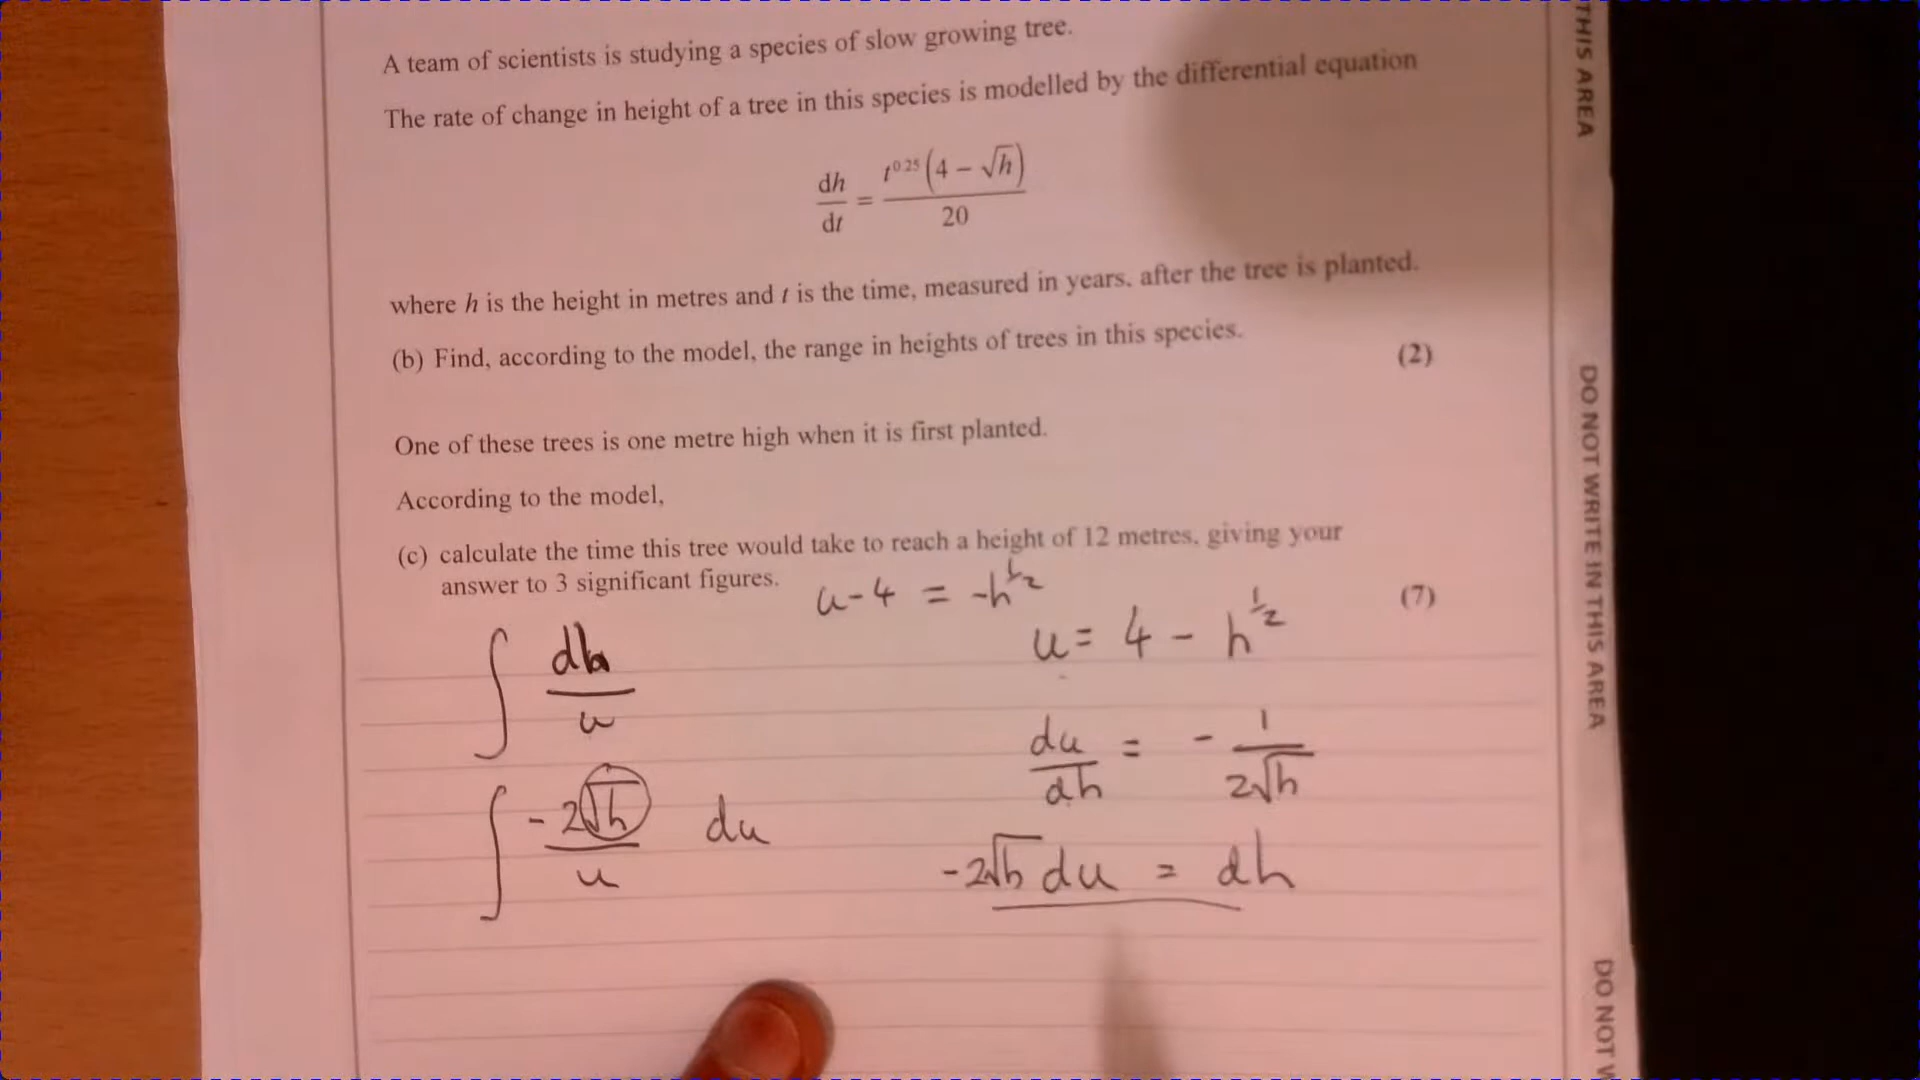 A team of scientists is studying a species of slow growing tree.
The rate of change in height of a tree in this species is modelled by the differential equation
dh/dt = t^0.25 (4 − √h) / 20
where h is the height in metres and t is the time, measured in years, after the tree is planted.
(b) Find, according to the model, the range in heights of trees in this species.
(2)
One of these trees is one metre high when it is first planted.
According to the model,
(c) calculate the time this tree would take to reach a height of 12 metres, giving your
answer to 3 significant figures.
(7)
u-4 = -h^1/2
u = 4 - h^1/2
∫ dh/u
du/dh = - 1/2√h
∫ -2√h/u du
-2√h du = dh
THIS AREA
DO NOT WRITE IN THIS AREA
DO NOT W